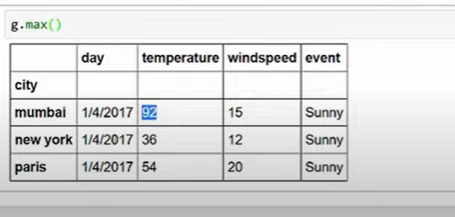 g.max()
day temperature windspeed event
city
mumbai 1/4/2017 92 15 Sunny
new york 1/4/2017 36 12 Sunny
paris 1/4/2017 54 20 Sunny